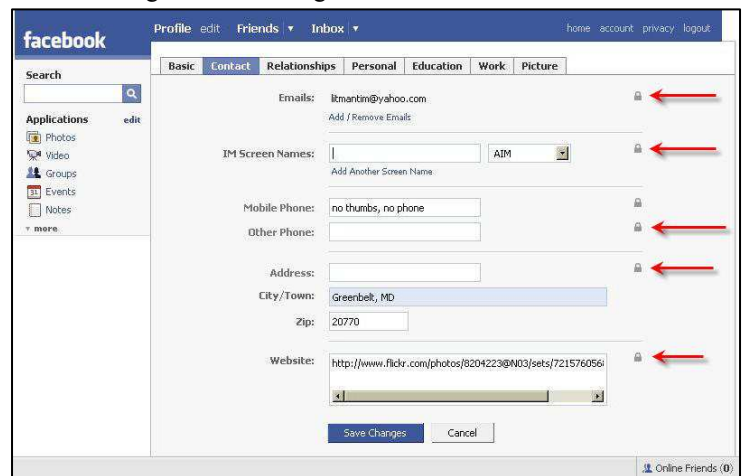 facebook
Profile edit Friends Inbox
home account privacy logout
Search
Applications edit
Photos
Video
Groups
31 Events
Notes
more
Basic Contact Relationships Personal Education Work Picture
Emails: litmantim@yahoo.com
Add / Remove Emails
IM Screen Names: AIM
Add Another Screen Name
Mobile Phone: no thumbs, no phone
Other Phone:
Address:
City/Town: Greenbelt, MD
Zip: 20770
Website: http://www.flickr.com/photos/8204223@N03/sets/7215760568
Save Changes Cancel
Online Friends (0)